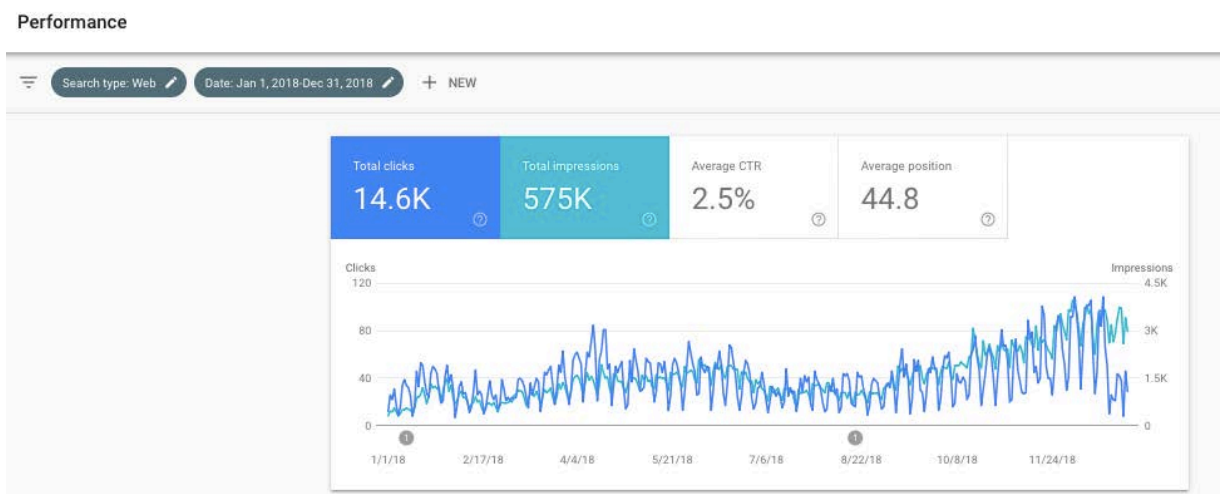 Performance
Search type: Web
Date: Jan 1, 2018-Dec 31, 2018
+ NEW
Total clicks
14.6K
Total impressions
575K
Average CTR
2.5%
Average position
44.8
Clicks
Impressions
120
4.5K
80
3K
40
1.5K
0
0
1
1
1/1/18
2/17/18
4/4/18
5/21/18
7/6/18
8/22/18
10/8/18
11/24/18